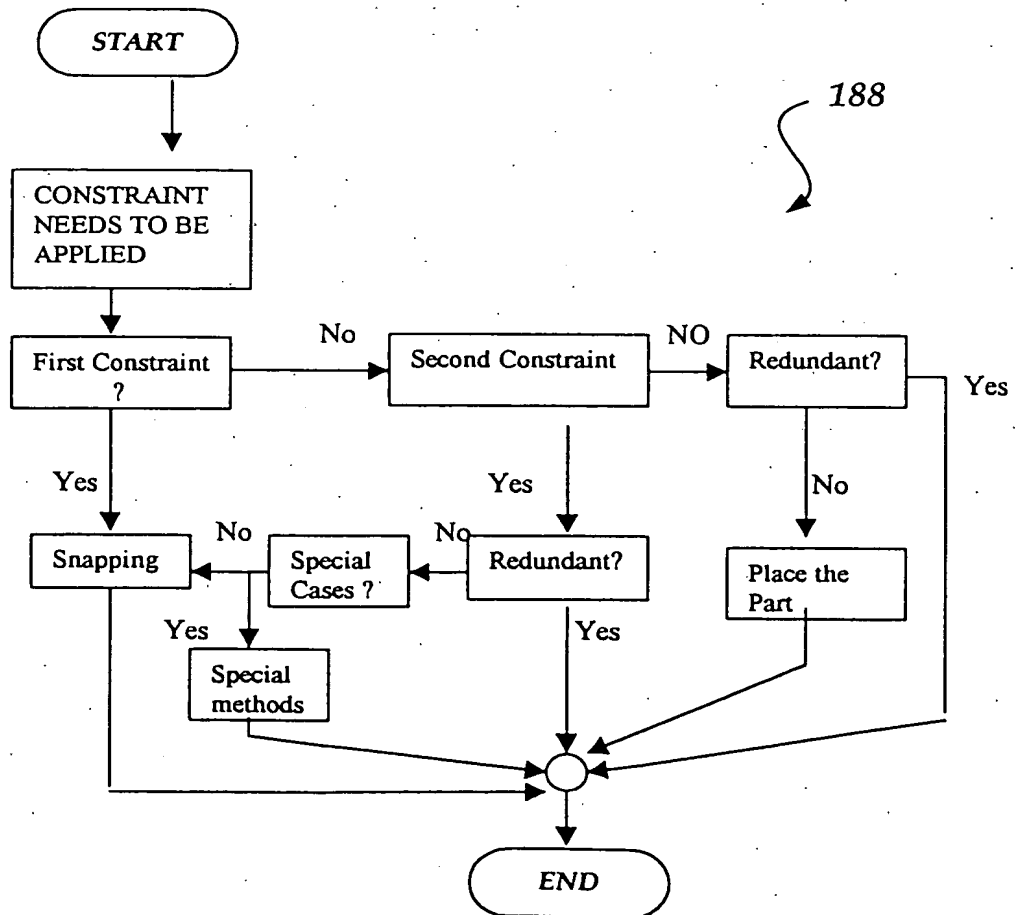 START
188
CONSTRAINT
NEEDS TO BE
APPLIED
First Constraint
?
No
Second Constraint
NO
Redundant?
Yes
Yes
Yes
No
Snapping
No
Special
Cases ?
No
Redundant?
Place the
Part
Yes
Special
methods
Yes
END